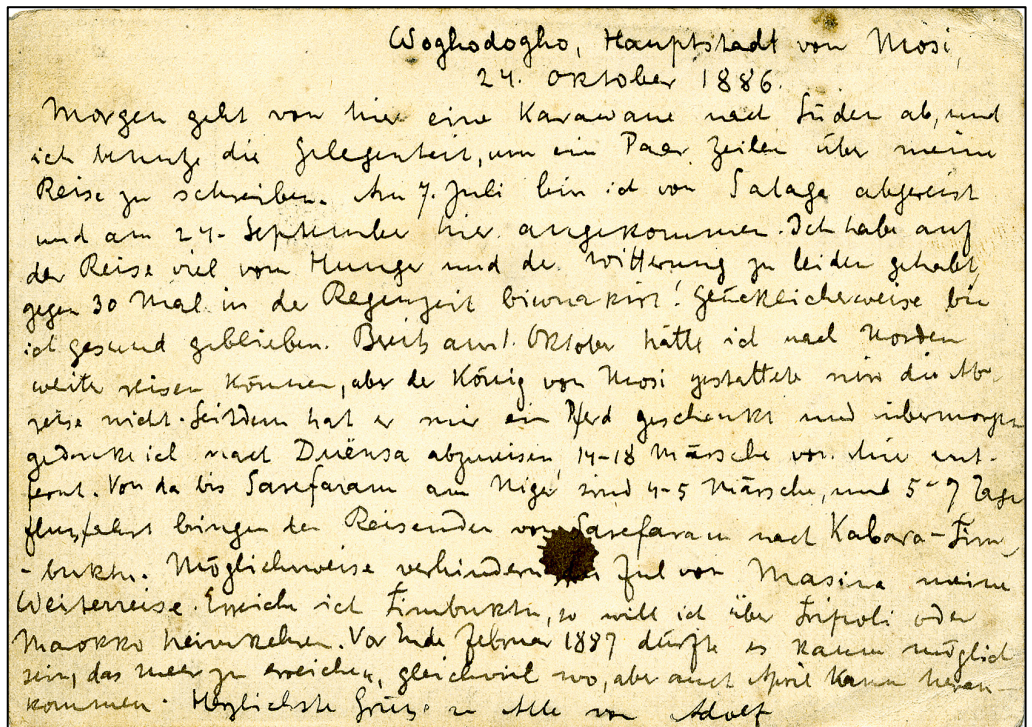 Woghodogho, Hauptstadt von Mosi,
24. Oktober 1886.
Morgen geht von hier eine Karawane nach Süden ab, und
ich benutze die Gelegenheit, um ein Paar Zeilen über meine
Reise zu schreiben. Am 7. Juli bin ich von Salaga abgereist
und am 24. September hier angekommen. Ich habe auf
der Reise viel vom Hunger und der Witterung zu leiden gehabt,
gegen 30 Mal in der Regenzeit biwuakirt! Glücklicherweise bin
ich gesund geblieben. Bereits am 1. Oktober hätte ich nach Norden
weiter reisen können, aber der König von Mosi gestattete mir die Ab-
reise nicht. Seitdem hat er mir ein Pferd geschenkt und übermorgen
gedenke ich nach Duënsa abzureisen, 14-18 Märsche von hier ent-
fernt. Von da bis Sarefaram am Niger sind 4-5 Märsche, und 5-7 Tage
Flussfahrt bringen den Reisenden von Sarefaram nach Kabara-Tim-
-buktu. Möglicherweise verhindern der Ful von Masina meine
Weiterreise. Erreiche ich Timbuktu, so will ich über Tripoli oder
Marokko heimkehren. Vor Ende Februar 1887 dürfte es kaum möglich
sein, das Meer zu erreichen, gleichviel wo, aber auch April kann heran-
kommen. Herzlichste Grüsse an Alle von Adolf